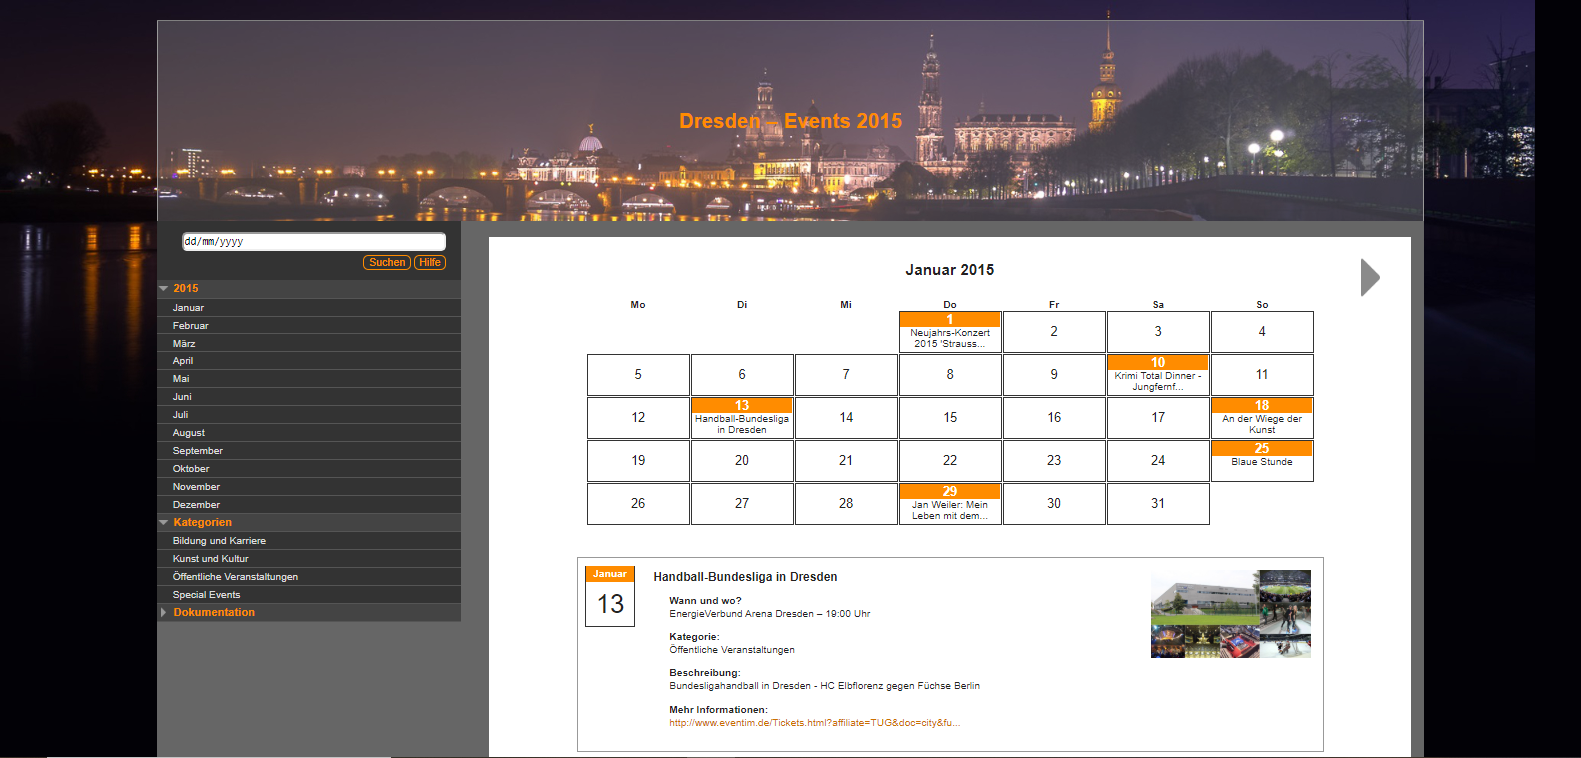 Dresden – Events 2015
dd/mm/yyyy
Suchen Hilfe
2015
Januar
Februar
März
April
Mai
Juni
Juli
August
September
Oktober
November
Dezember
Kategorien
Bildung und Karriere
Kunst und Kultur
Öffentliche Veranstaltungen
Special Events
Dokumentation
Januar 2015
Mo Di Mi Do Fr Sa So
1 2 3 4
Neujahrs-Konzert
2015 'Strauss...
5 6 7 8 9 10 11
Krimi Total Dinner -
Jungfernf...
12 13 14 15 16 17 18
Handball-Bundesliga An der Wiege der
in Dresden Kunst
19 20 21 22 23 24 25
Blaue Stunde
26 27 28 29 30 31
Jan Weiler: Mein
Leben mit dem...
Januar
13
Handball-Bundesliga in Dresden
Wann und wo?
EnergieVerbund Arena Dresden – 19:00 Uhr
Kategorie:
Öffentliche Veranstaltungen
Beschreibung:
Bundesligahandball in Dresden - HC Elbflorenz gegen Füchse Berlin
Mehr Informationen:
http://www.eventim.de/Tickets.html?affiliate=TUG&doc=city&fu...